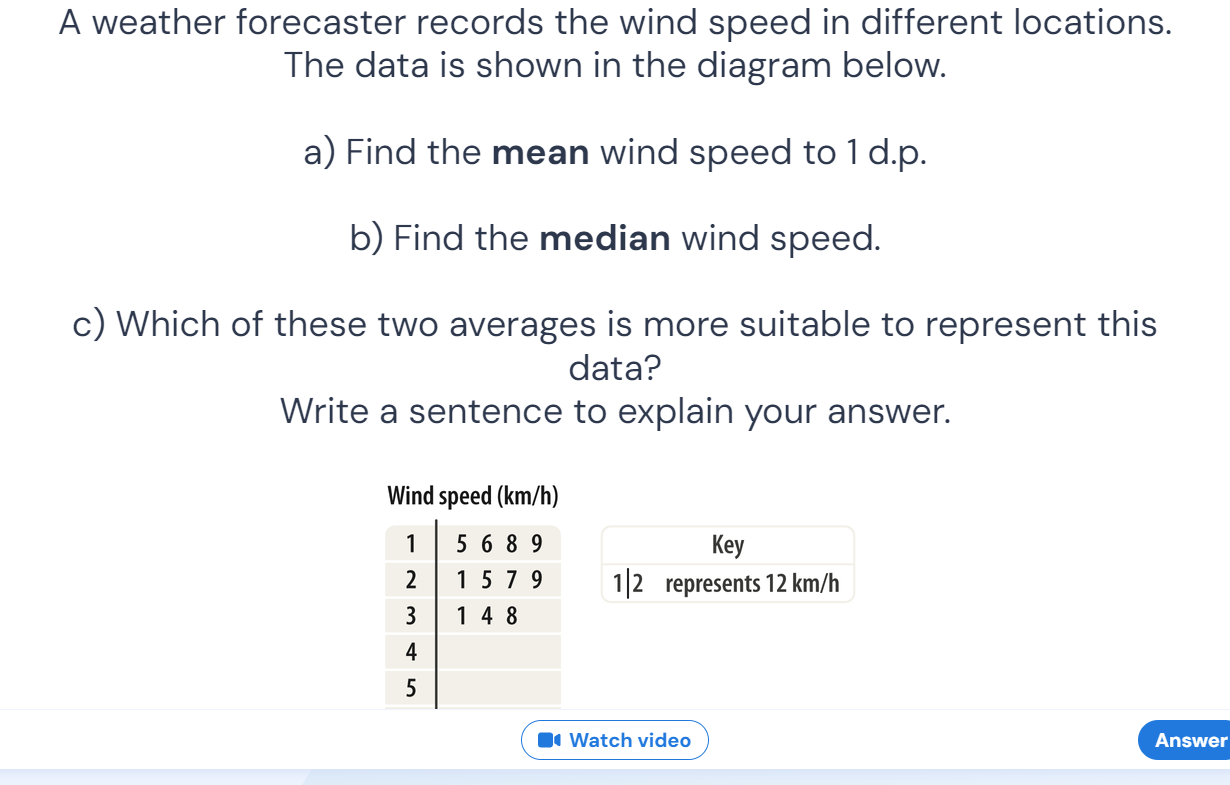 A weather forecaster records the wind speed in different locations.
The data is shown in the diagram below.
a) Find the mean wind speed to 1 d.p.
b) Find the median wind speed.
c) Which of these two averages is more suitable to represent this
data?
Write a sentence to explain your answer.
Wind speed (km/h)
1 | 5 6 8 9
2 | 1 5 7 9
3 | 1 4 8
4 |
5 |
Key
1|2 represents 12 km/h
Watch video
Answer